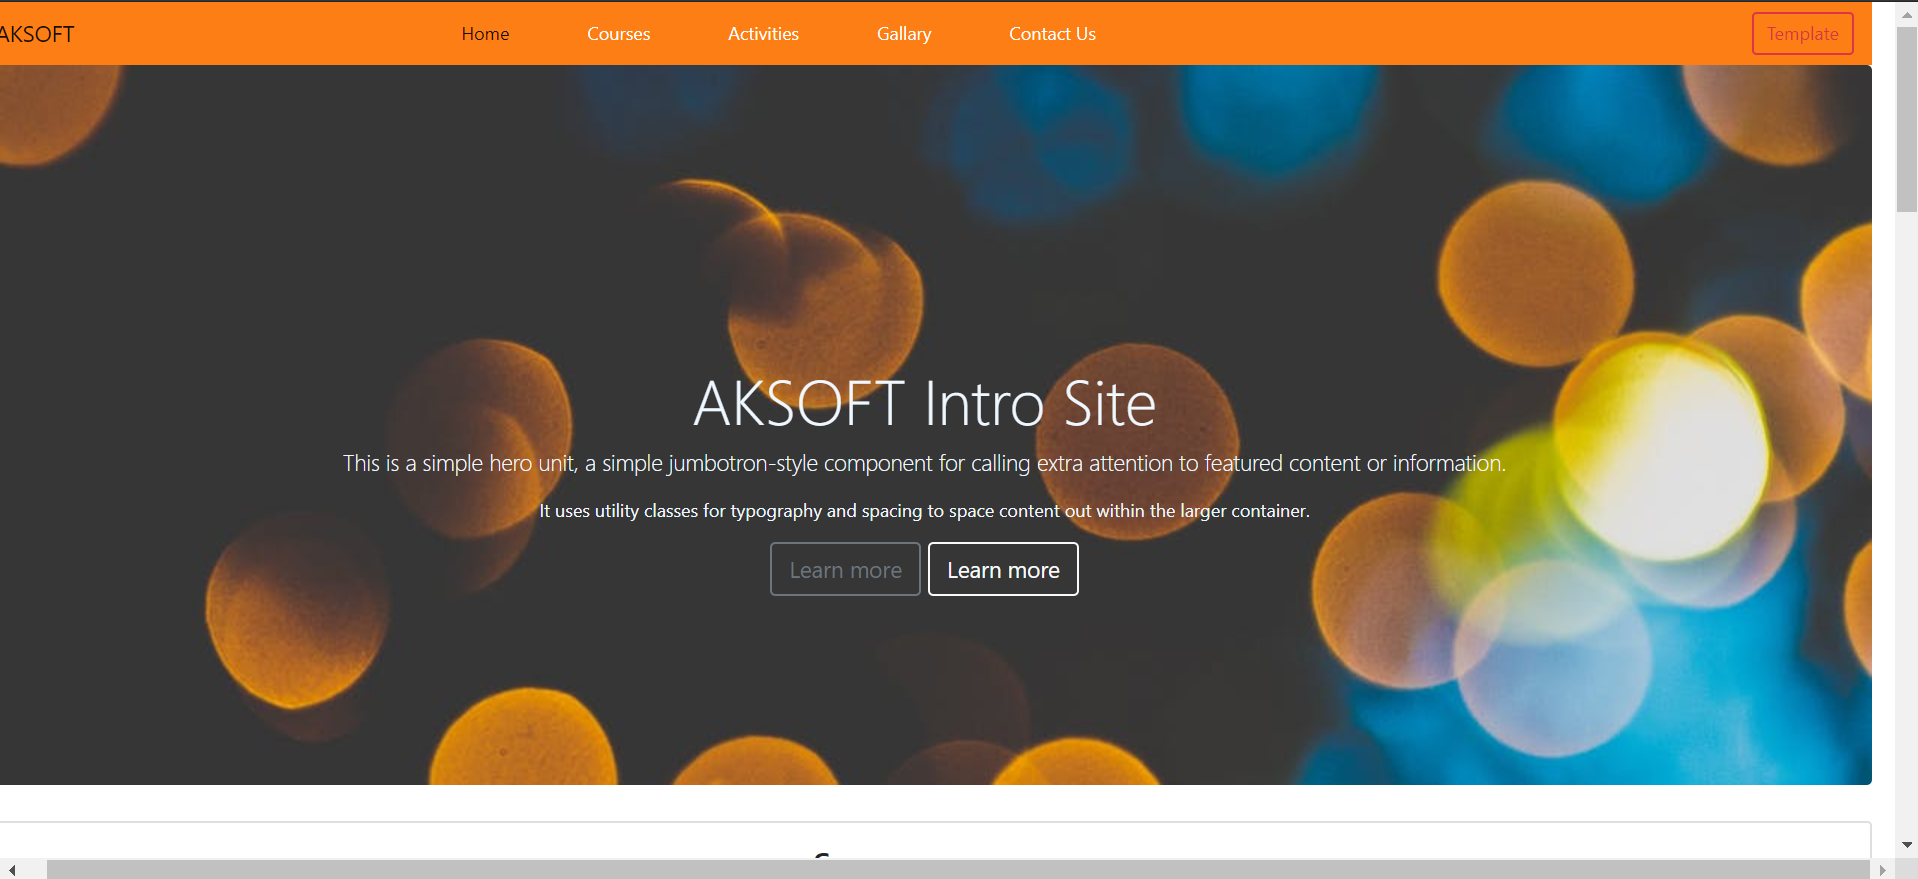 AKSOFT Home Courses Activities Gallary Contact Us Template
AKSOFT Intro Site
This is a simple hero unit, a simple jumbotron-style component for calling extra attention to featured content or information.
It uses utility classes for typography and spacing to space content out within the larger container.
Learn more Learn more